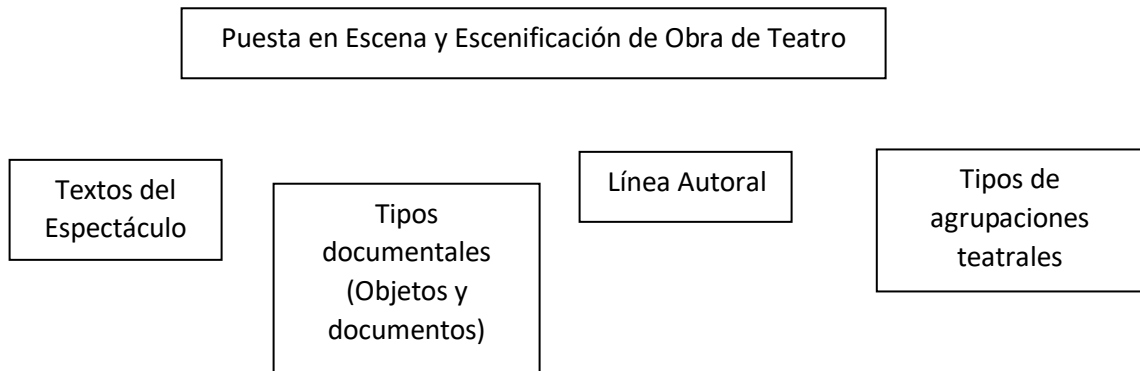 Puesta en Escena y Escenificación de Obra de Teatro
Textos del
Espectáculo
Tipos
documentales
(Objetos y
documentos)
Línea Autoral
Tipos de
agrupaciones
teatrales